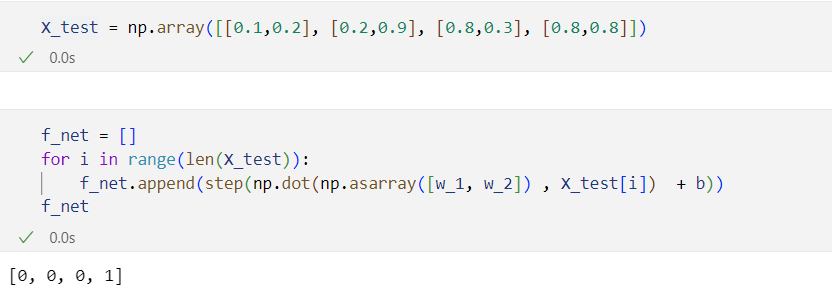 X_test = np.array([[0.1,0.2], [0.2,0.9], [0.8,0.3], [0.8,0.8]])
✓ 0.0s
f_net = []
for i in range(len(X_test)):
    f_net.append(step(np.dot(np.asarray([w_1, w_2]) , X_test[i])  + b))
f_net
✓ 0.0s
[0, 0, 0, 1]